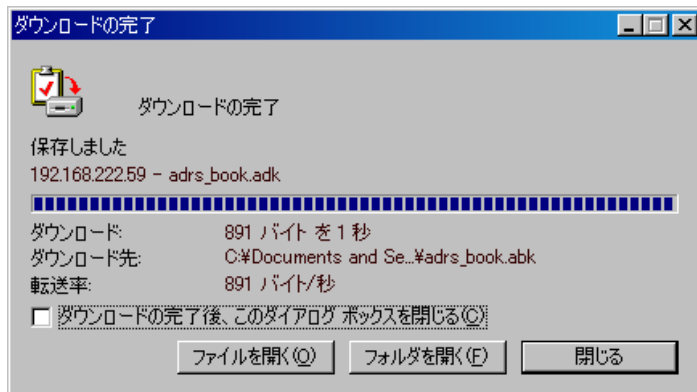 ダウンロードの完了
ダウンロードの完了
保存しました
192.168.222.59 - adrs_book.adk
ダウンロード: 891 バイト を 1 秒
ダウンロード先: C:¥Documents and Se...¥adrs_book.abk
転送率: 891 バイト/秒
ダウンロードの完了後、このダイアログ ボックスを閉じる(C)
ファイルを開く(O) フォルダを開く(F) 閉じる